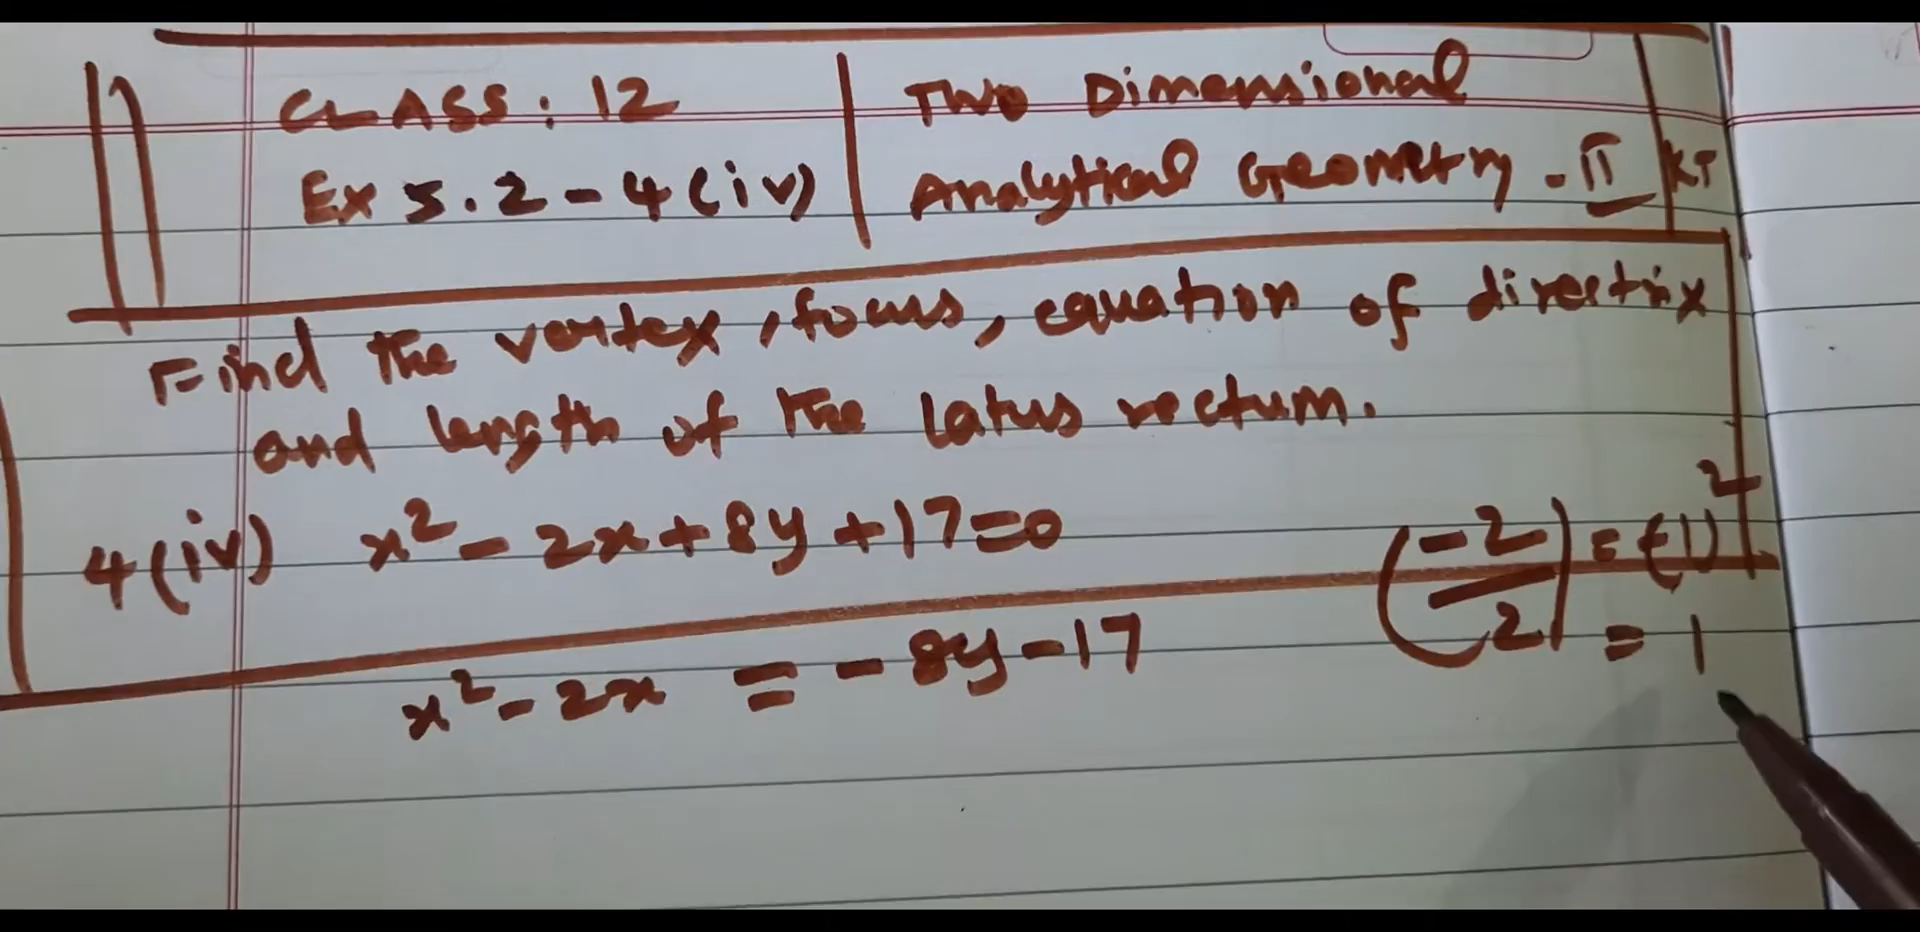 CLASS: 12
Ex 5.2-4(iv)
Two Dimensional
Analytical Geometry-II
KT
Find the vertex, focus, equation of directrix
and length of the Latus rectum.
4(iv) x²-2x+8y+17=0
x²-2x = -8y-17
(-2/2) = (-1)²
= 1